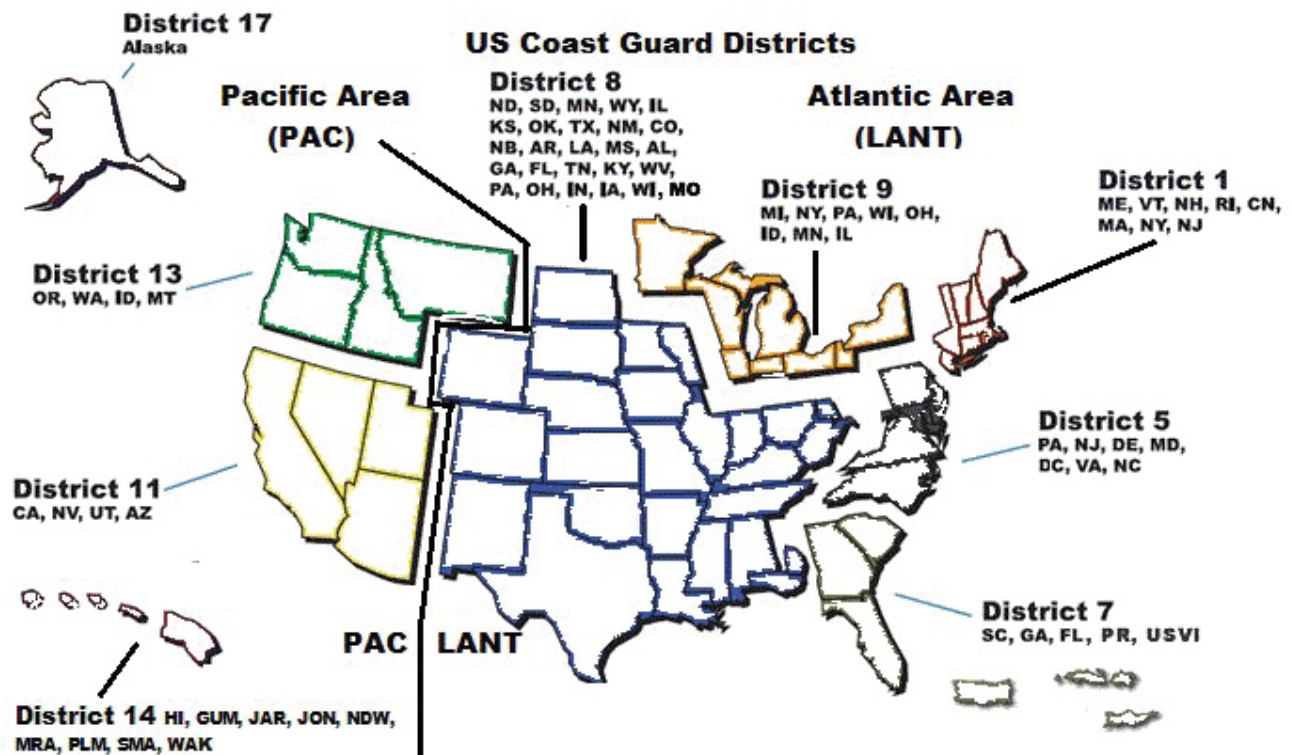 District 17
Alaska
US Coast Guard Districts
Pacific Area
(PAC)
District 8
ND, SD, MN, WY, IL
KS, OK, TX, NM, CO,
NB, AR, LA, MS, AL,
GA, FL, TN, KY, WV,
PA, OH, IN, IA, WI, MO
Atlantic Area
(LANT)
District 9
MI, NY, PA, WI, OH,
ID, MN, IL
District 1
ME, VT, NH, RI, CN,
MA, NY, NJ
District 13
OR, WA, ID, MT
District 5
PA, NJ, DE, MD,
DC, VA, NC
District 11
CA, NV, UT, AZ
District 7
SC, GA, FL, PR, USVI
PAC LANT
District 14 HI, GUM, JAR, JON, NDW,
MRA, PLM, SMA, WAK